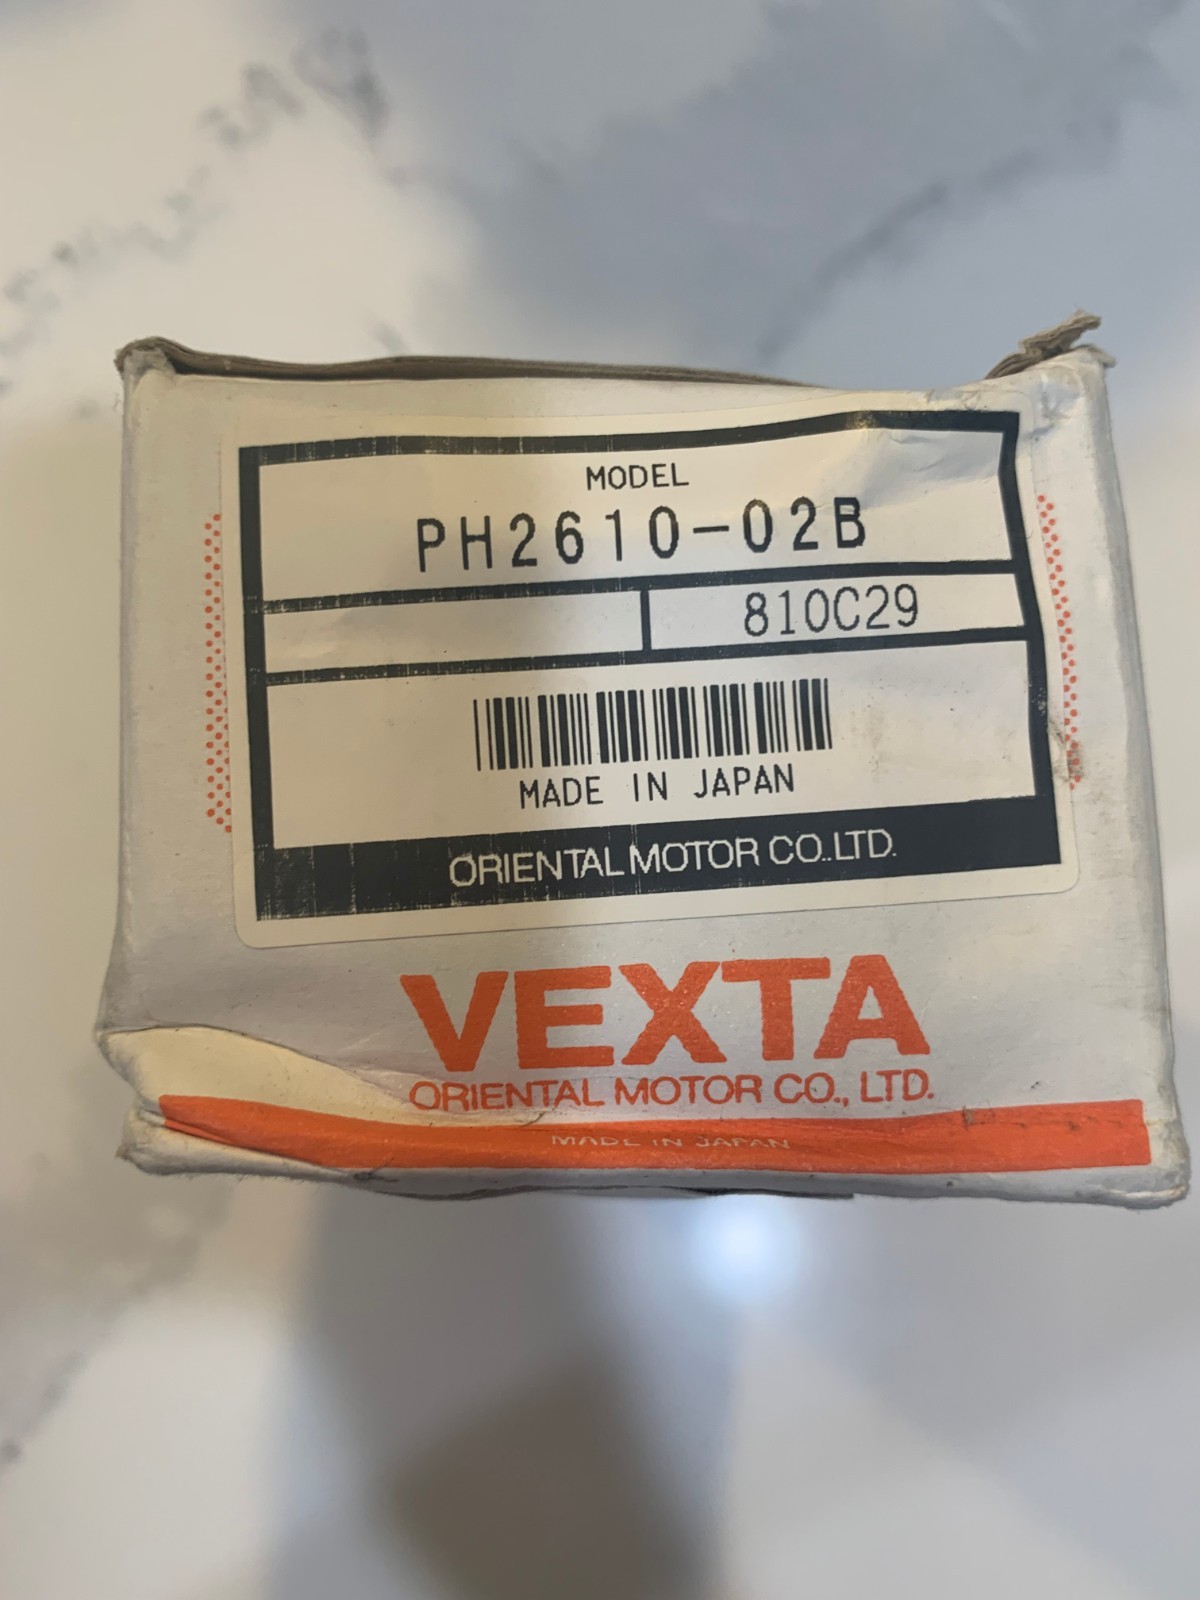 MODEL
PH2610-02B
810C29
MADE IN JAPAN
ORIENTAL MOTOR CO.,LTD.
VEXTA
ORIENTAL MOTOR CO., LTD.
MADE IN JAPAN